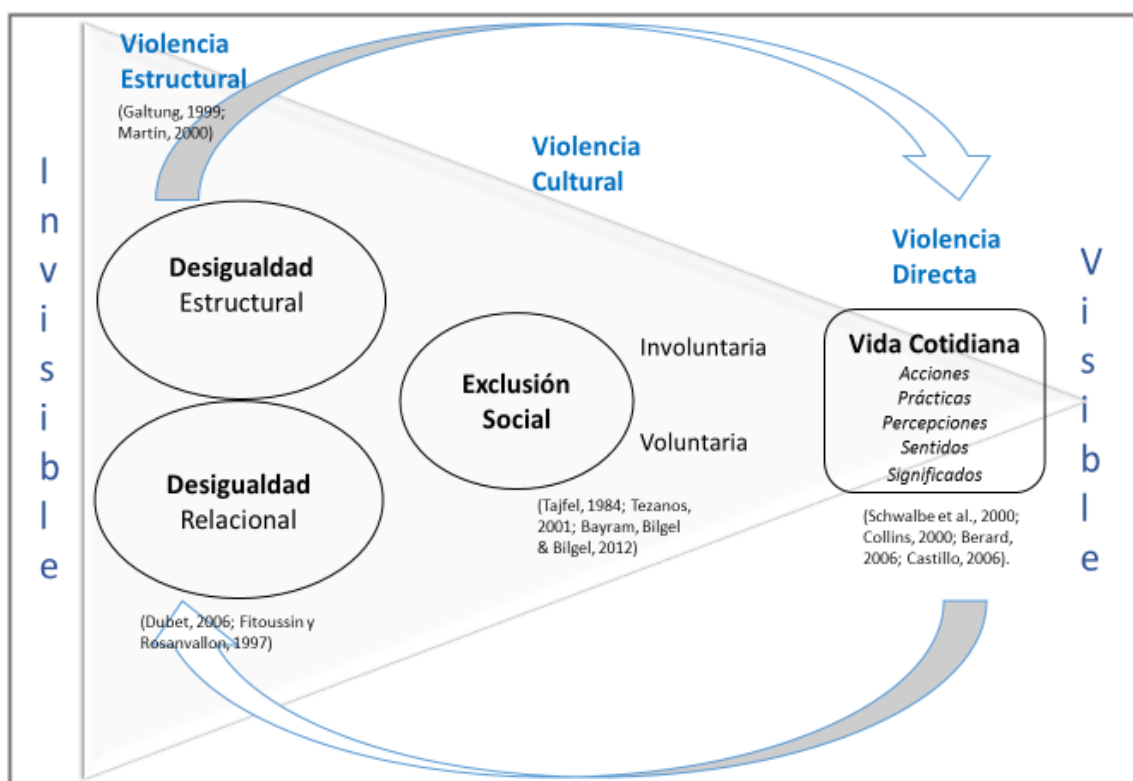 Violencia
Estructural
(Galtung, 1999;
Martín, 2000)
Invisible
Desigualdad
Estructural
Desigualdad
Relacional
(Dubet, 2006; Fitoussin y
Rosanvallon, 1997)
Violencia
Cultural
Exclusión
Social
Involuntaria
Voluntaria
(Tajfel, 1984; Tezanos,
2001; Bayram, Bilgel
& Bilgel, 2012)
Violencia
Directa
Vida Cotidiana
Acciones
Prácticas
Percepciones
Sentidos
Significados
(Schwalbe et al., 2000;
Collins, 2000; Berard,
2006; Castillo, 2006).
Visible